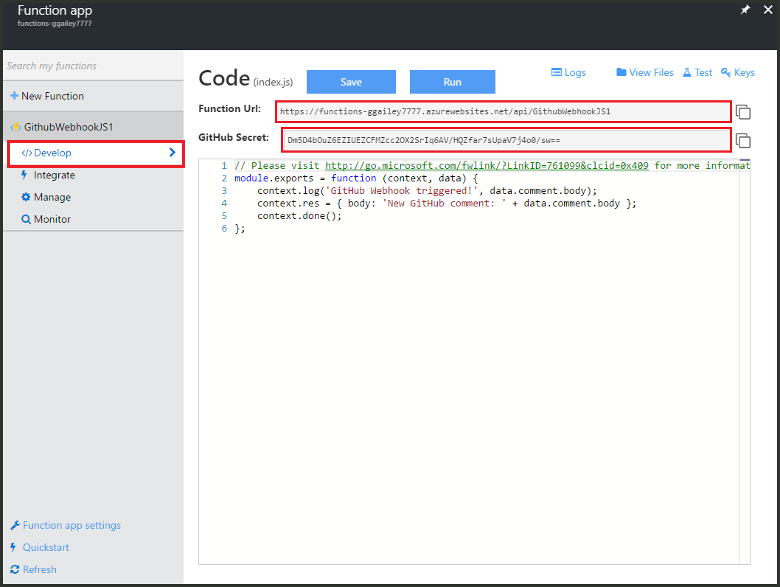 Function app
functions-ggailey7777
Search my functions
New Function
GithubWebhookJS1
</> Develop
Integrate
Manage
Monitor
Function app settings
Quickstart
Refresh
Code (index.js) Save Run Logs View Files Test Keys
Function Url: https://functions-ggailey7777.azurewebsites.net/api/GithubWebhookJS1
GitHub Secret: Dm5D4bOuZ6EZIUEZCFMZcc2OX2SrIq6AV/HQZfar7sUpaV7j4o0/sw==
1 // Please visit http://go.microsoft.com/fwlink/?LinkID=761099&clcid=0x409 for more informat
2 module.exports = function (context, data) {
3 context.log('GitHub Webhook triggered!', data.comment.body);
4 context.res = { body: 'New GitHub comment: ' + data.comment.body };
5 context.done();
6 };